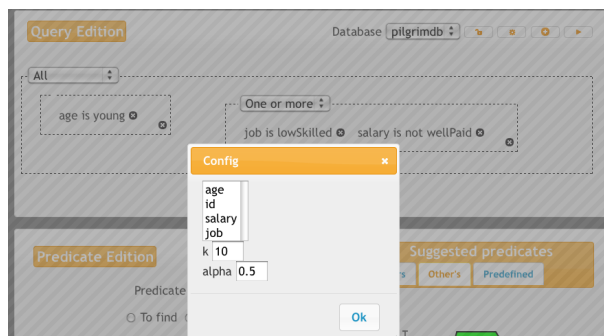 Query Edition
Database pilgrimdb
All
age is young
One or more
job is lowSkilled salary is not wellPaid
Config
age
id
salary
job
k 10
alpha 0.5
Ok
Predicate Edition
Predicate
To find
Suggested predicates
Other's Predefined